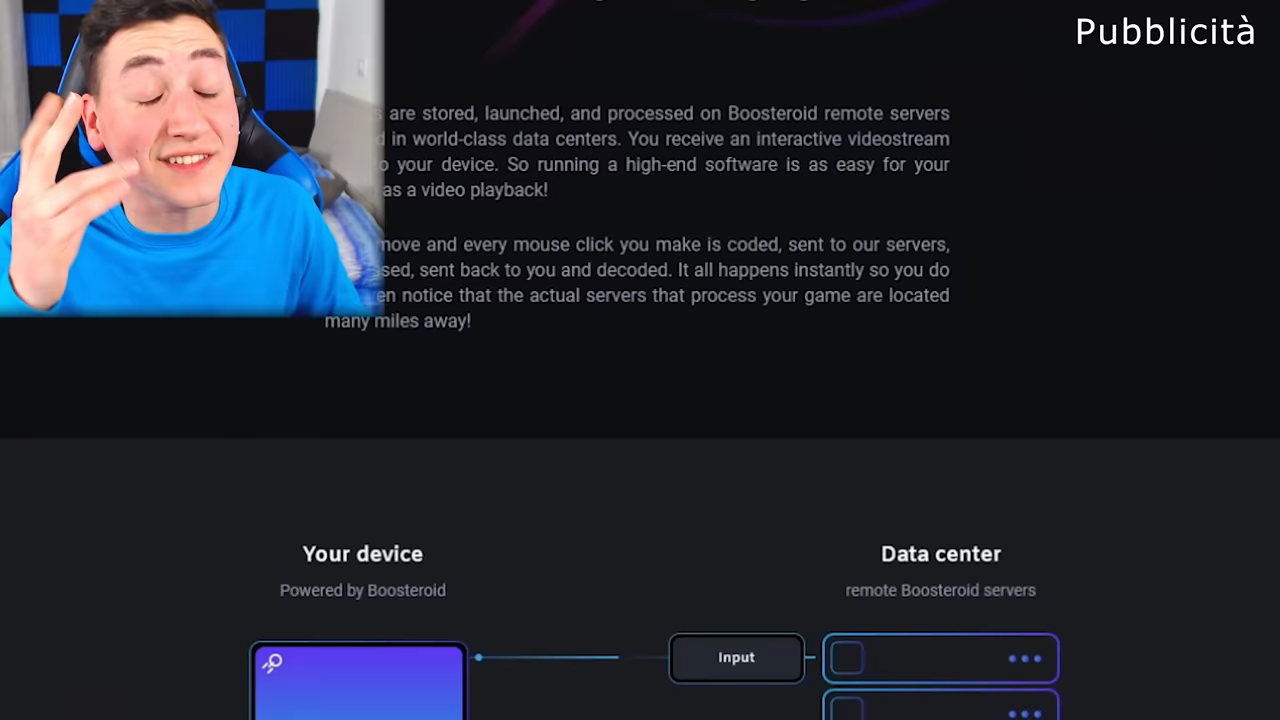 Pubblicità
are stored, launched, and processed on Boosteroid remote servers
in world-class data centers. You receive an interactive videostream
your device. So running a high-end software is as easy for your
as a video playback!
move and every mouse click you make is coded, sent to our servers,
sent back to you and decoded. It all happens instantly so you do
notice that the actual servers that process your game are located
many miles away!
Your device
Data center
Powered by Boosteroid
remote Boosteroid servers
Input